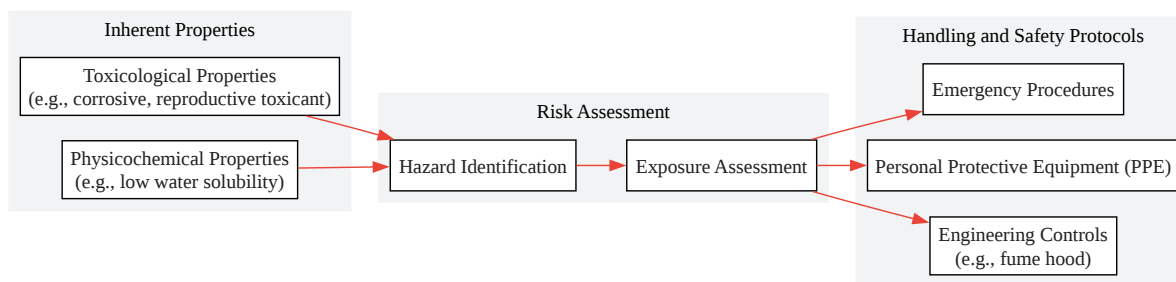 Inherent Properties
Toxicological Properties
(e.g., corrosive, reproductive toxicant)
Physicochemical Properties
(e.g., low water solubility)
Risk Assessment
Hazard Identification
Exposure Assessment
Handling and Safety Protocols
Emergency Procedures
Personal Protective Equipment (PPE)
Engineering Controls
(e.g., fume hood)